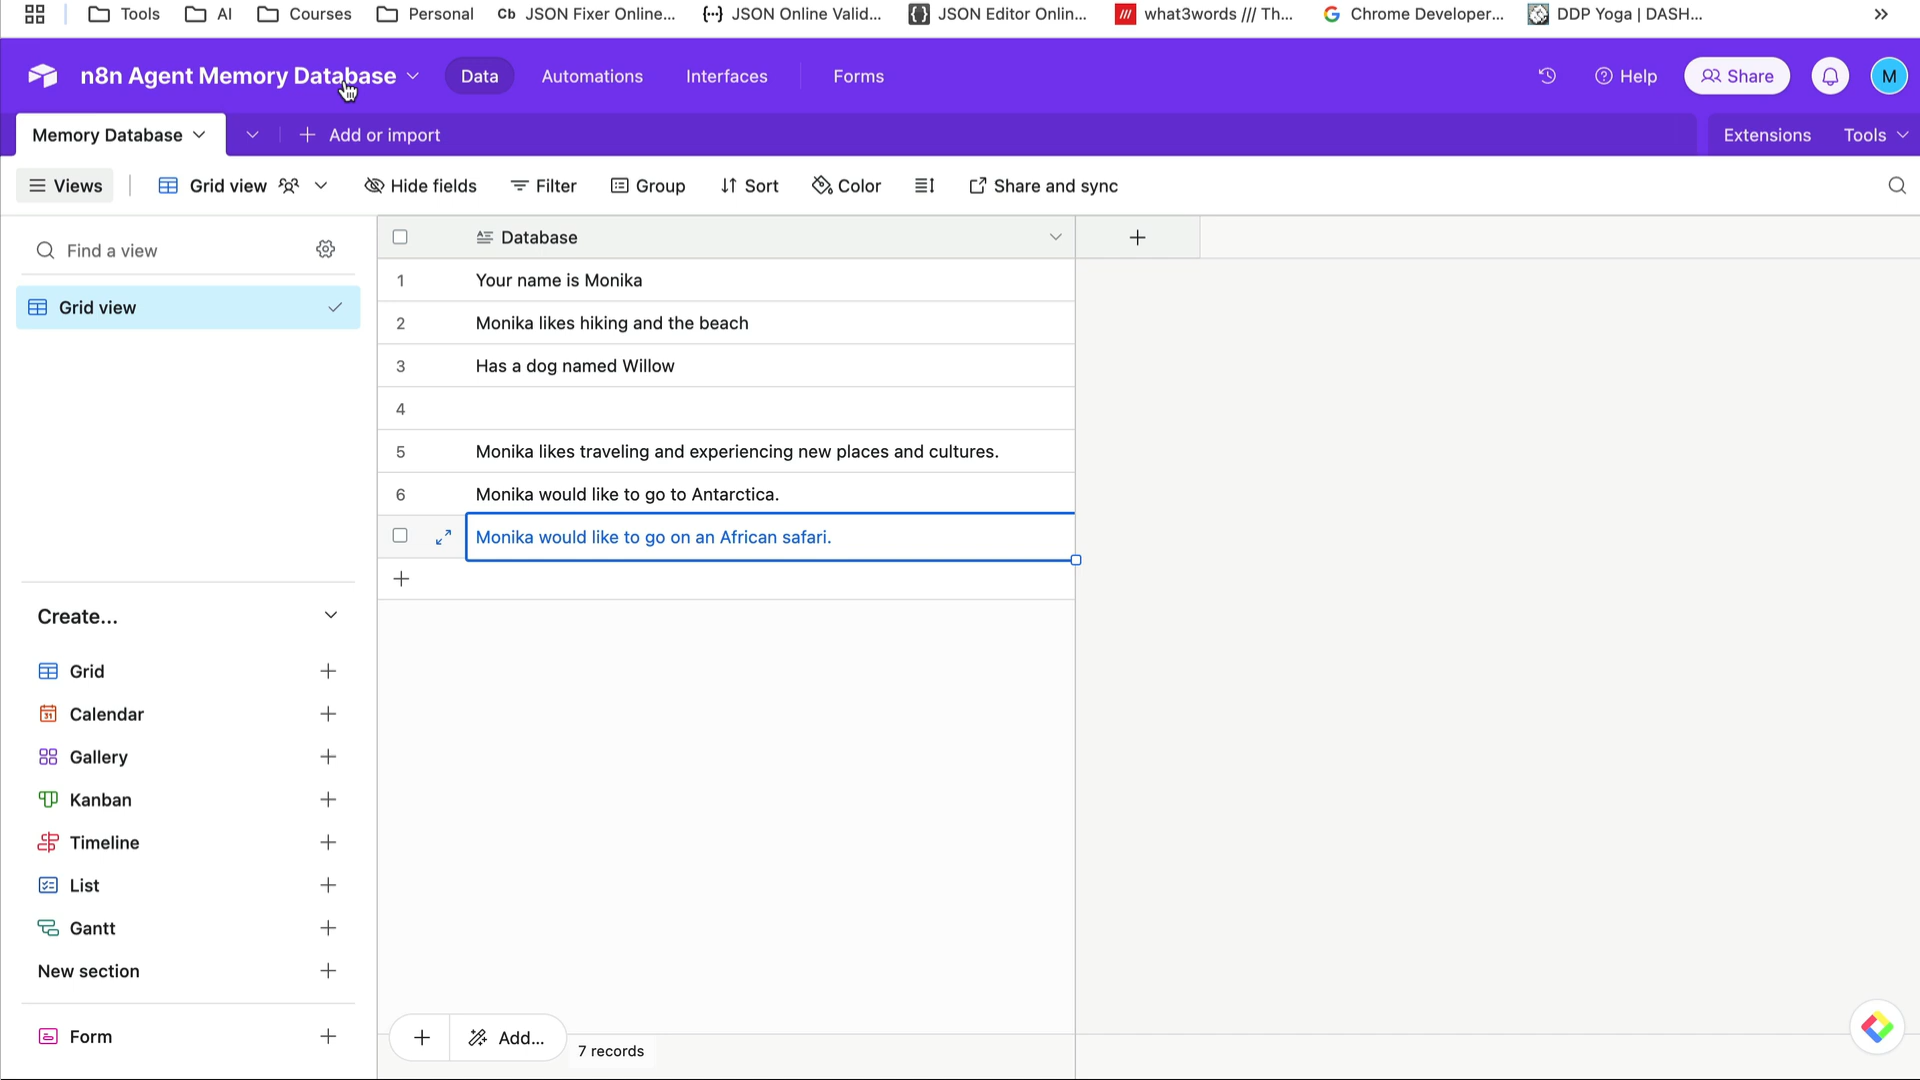 Tools AI Courses Personal Cb JSON Fixer Online... {··} JSON Online Valid... {} JSON Editor Onlin... /// what3words /// Th... G Chrome Developer... DDP Yoga | DASH... »
n8n Agent Memory Database Data Automations Interfaces Forms Help Share M
Memory Database + Add or import Extensions Tools
Views Grid view Hide fields Filter Group Sort Color Share and sync
Find a view
Grid view
Create...
Grid +
31 Calendar +
Gallery +
Kanban +
Timeline +
List +
Gantt +
New section +
Form +
Database +
1 Your name is Monika
2 Monika likes hiking and the beach
3 Has a dog named Willow
4
5 Monika likes traveling and experiencing new places and cultures.
6 Monika would like to go to Antarctica.
Monika would like to go on an African safari.
+
+ Add... 7 records